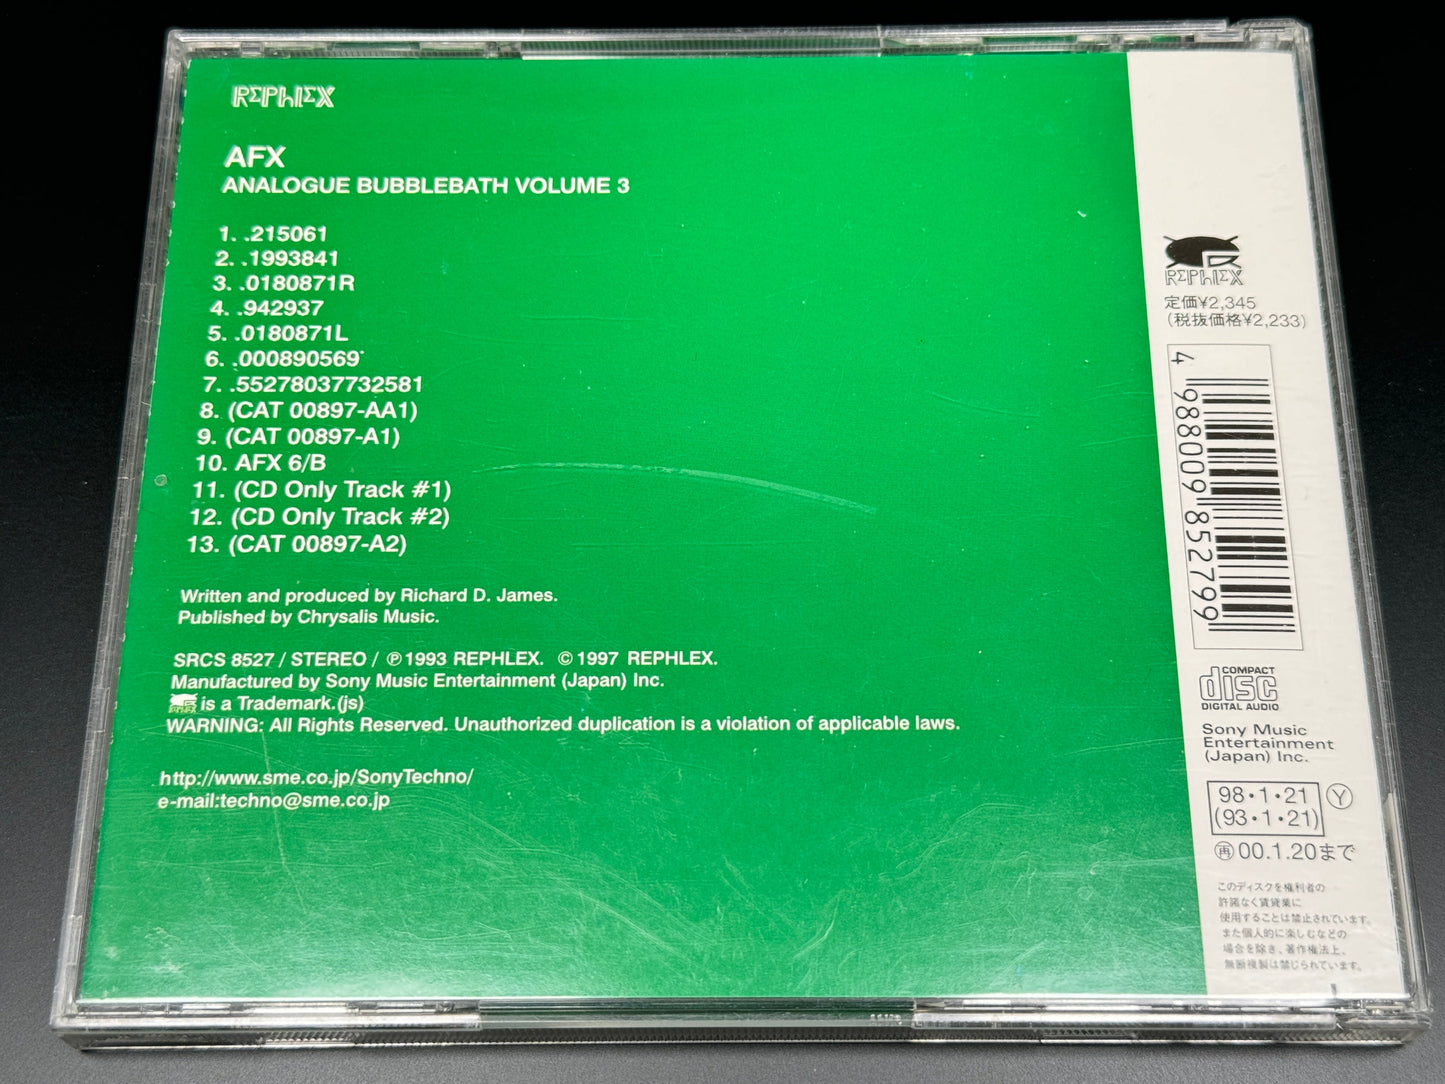 REPHLEX
AFX
ANALOGUE BUBBLEBATH VOLUME 3
1. .215061
2. .1993841
3. .0180871R
4. .942937
5. .0180871L
6. .000890569
7. .55278037732581
8. (CAT 00897-AA1)
9. (CAT 00897-A1)
10. AFX 6/B
11. (CD Only Track #1)
12. (CD Only Track #2)
13. (CAT 00897-A2)
Written and produced by Richard D. James.
Published by Chrysalis Music.
SRCS 8527 / STEREO / ℗ 1993 REPHLEX. © 1997 REPHLEX.
Manufactured by Sony Music Entertainment (Japan) Inc.
is a Trademark.(js)
WARNING: All Rights Reserved. Unauthorized duplication is a violation of applicable laws.
http://www.sme.co.jp/SonyTechno/
e-mail:techno@sme.co.jp
REPHLEX
定価¥2,345
(税抜価格¥2,233)
4 988009 852799
COMPACT
disc
DIGITAL AUDIO
Sony Music
Entertainment
(Japan) Inc.
98・1・21 Ⓨ
(93・1・21)
㊢00.1.20まで
このディスクを権利者の
許諾なく賃貸業に
使用することは禁止されています。
また個人的に楽しむなどの
場合を除き、著作権法上、
無断複製は禁じられています。